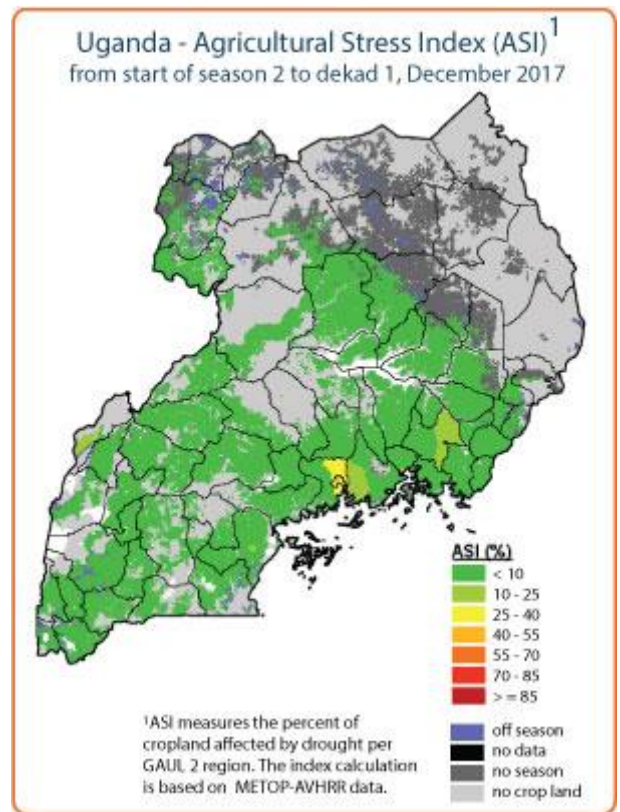 Uganda - Agricultural Stress Index (ASI)¹
from start of season 2 to dekad 1, December 2017
ASI (%)
< 10
10 - 25
25 - 40
40 - 55
55 - 70
70 - 85
> = 85
off season
no data
no season
no crop land
¹ASI measures the percent of
cropland affected by drought per
GAUL 2 region. The index calculation
is based on METOP-AVHRR data.